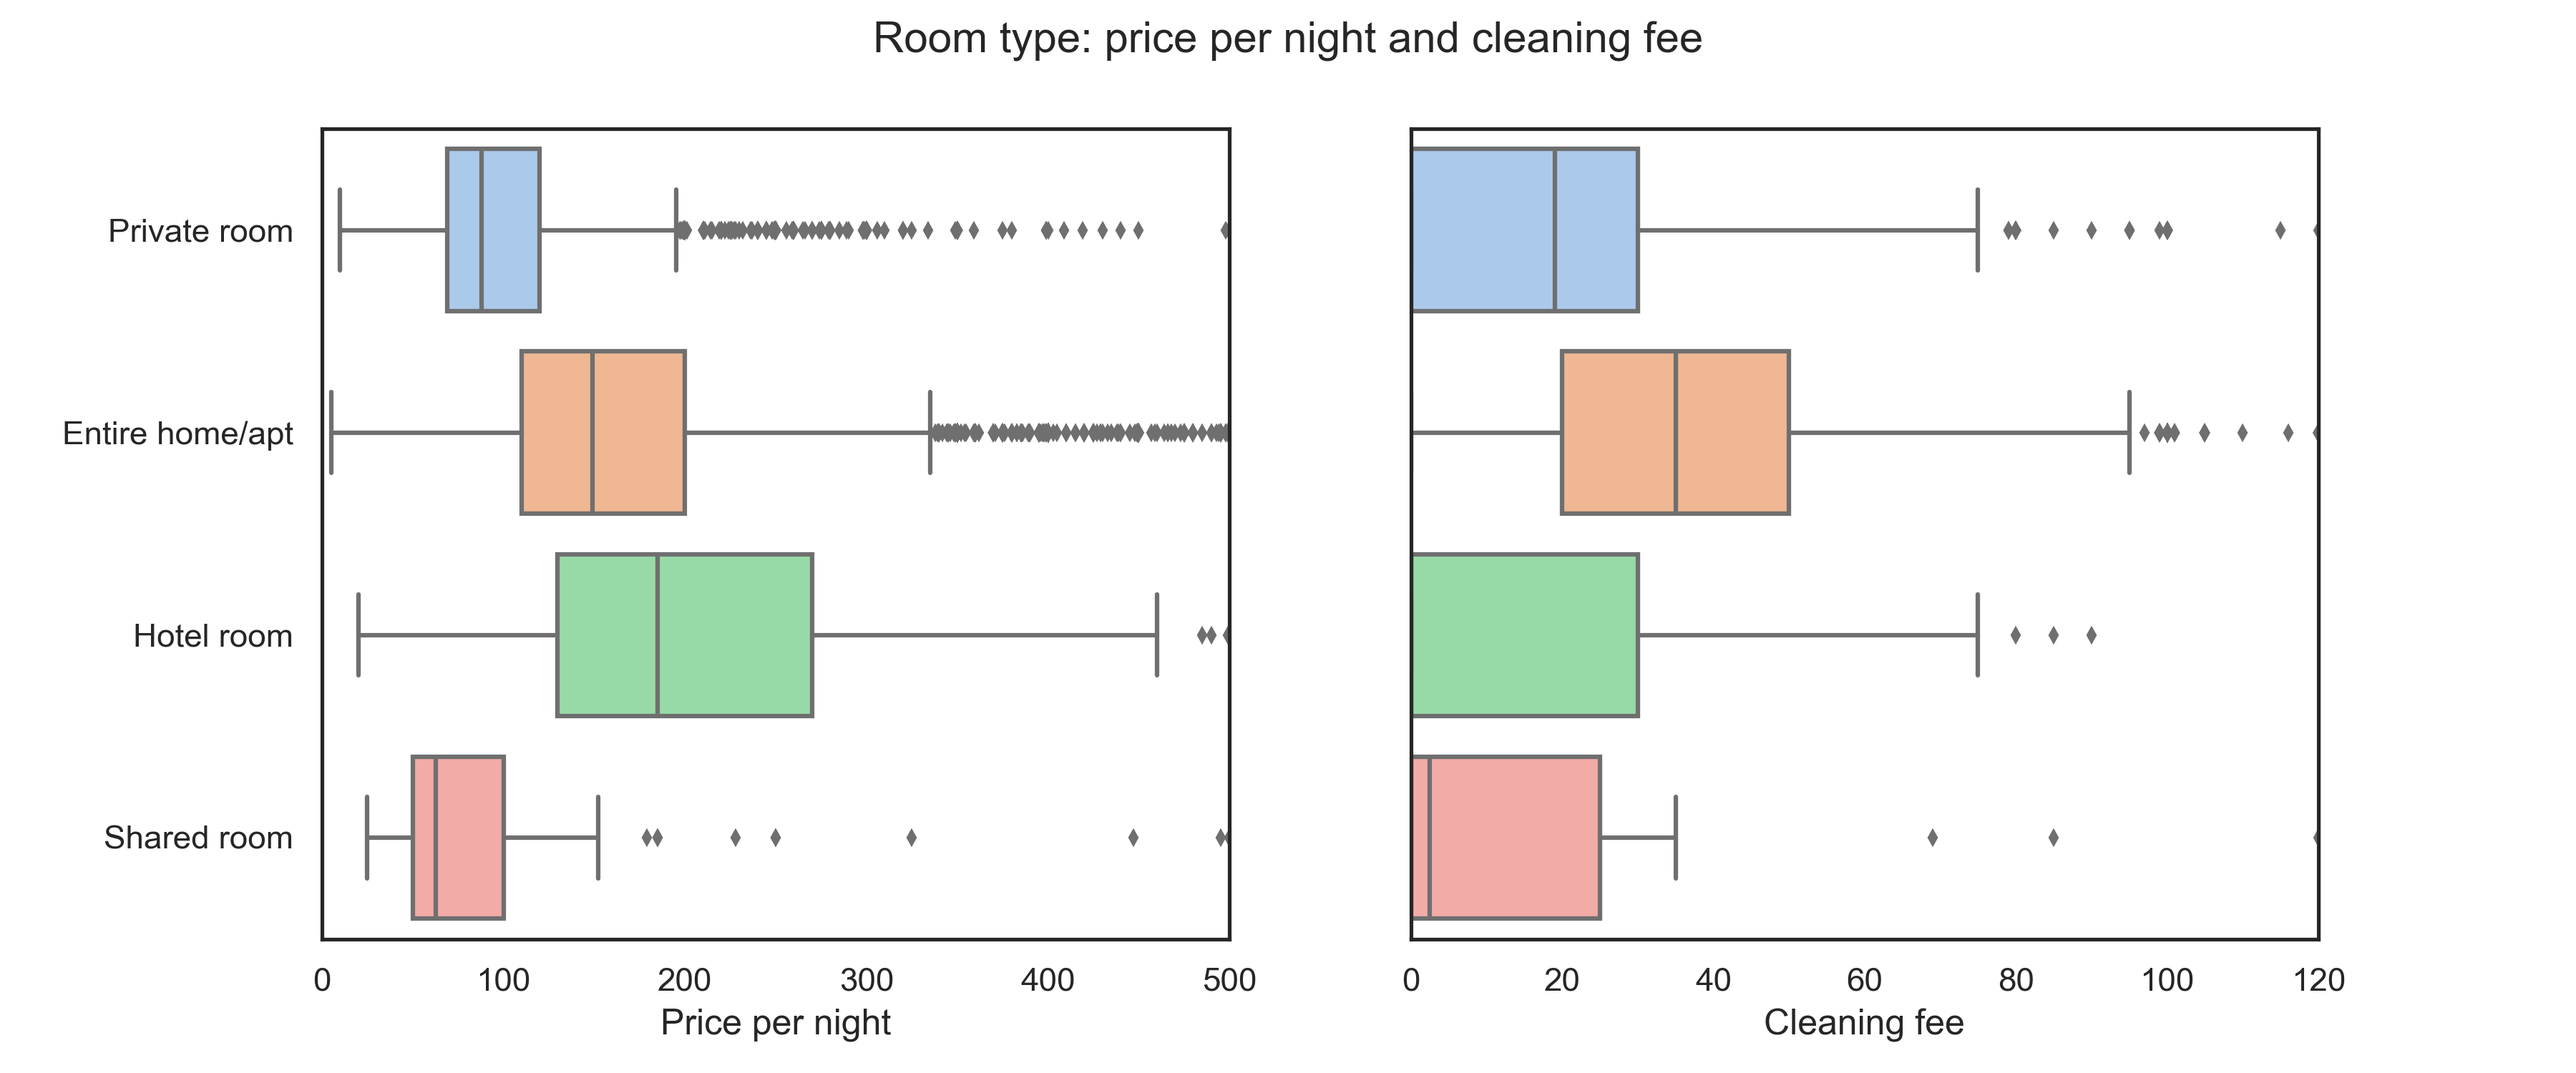 Room type: price per night and cleaning fee
Private room
Entire home/apt
Hotel room
Shared room
0 100 200 300 400 500
Price per night
0 20 40 60 80 100 120
Cleaning fee